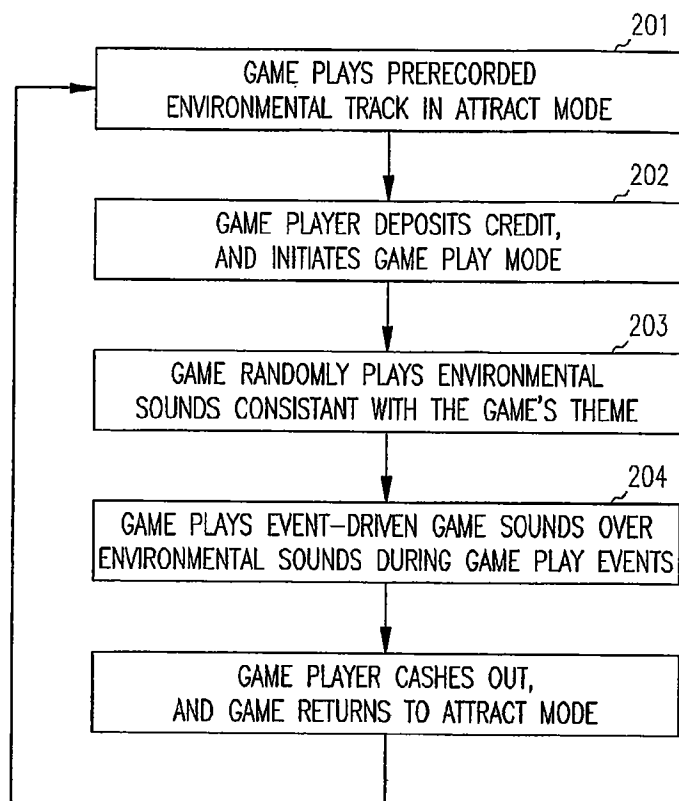 201
GAME PLAYS PRERECORDED
ENVIRONMENTAL TRACK IN ATTRACT MODE
202
GAME PLAYER DEPOSITS CREDIT,
AND INITIATES GAME PLAY MODE
203
GAME RANDOMLY PLAYS ENVIRONMENTAL
SOUNDS CONSISTANT WITH THE GAME'S THEME
204
GAME PLAYS EVENT-DRIVEN GAME SOUNDS OVER
ENVIRONMENTAL SOUNDS DURING GAME PLAY EVENTS
GAME PLAYER CASHES OUT,
AND GAME RETURNS TO ATTRACT MODE